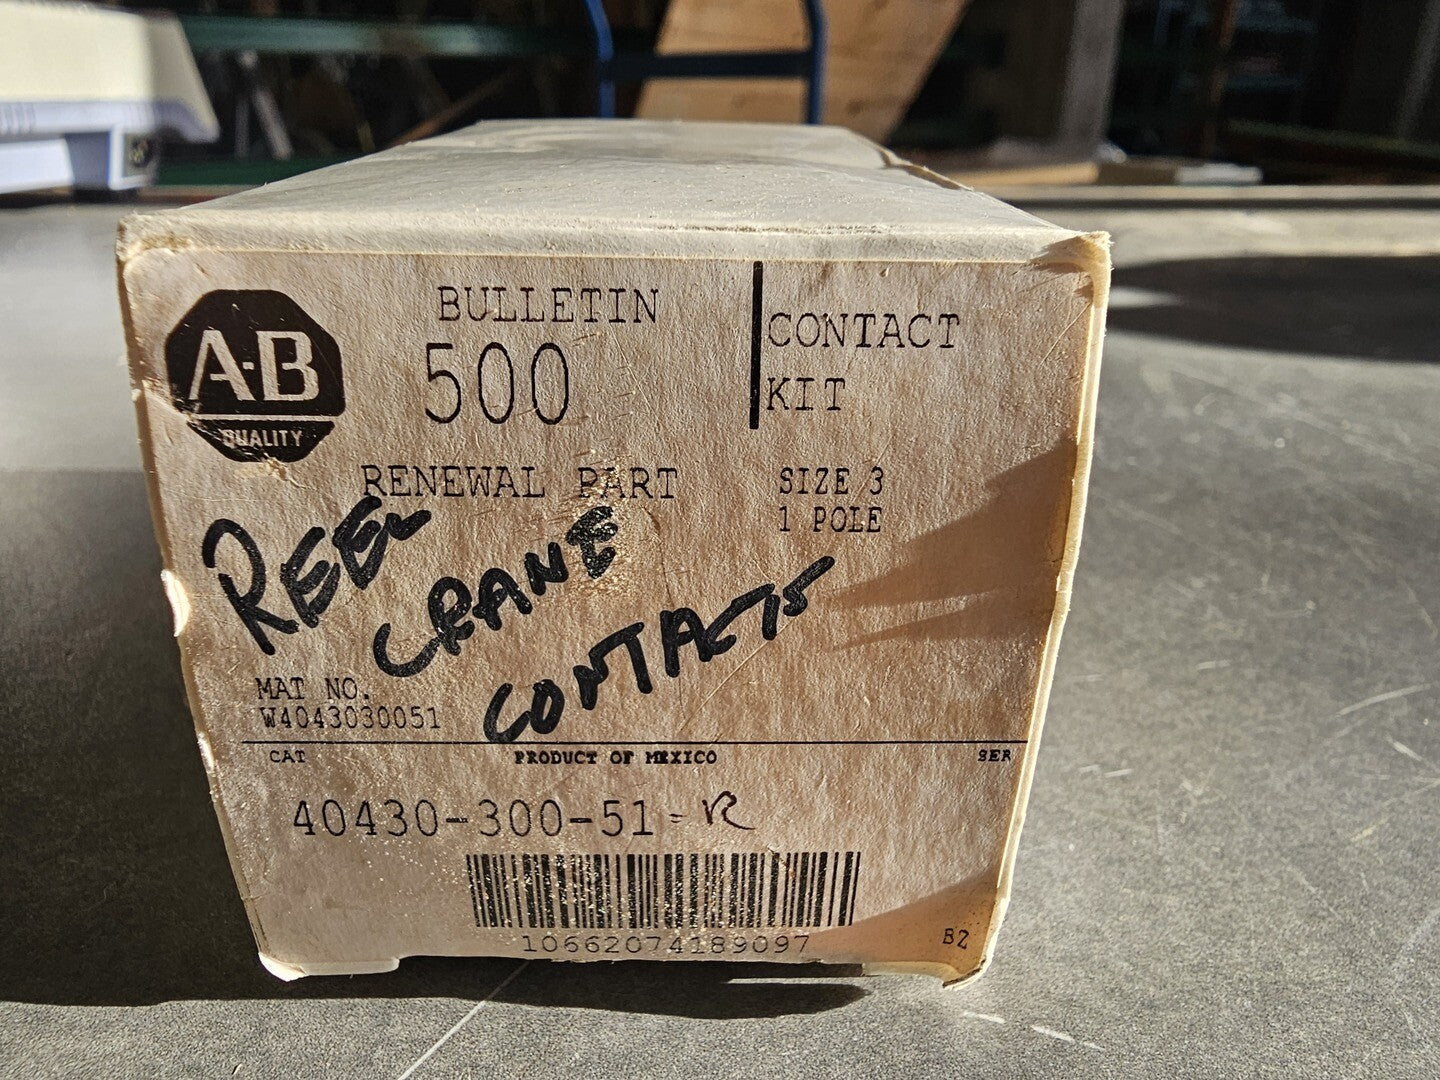 A-B
QUALITY
BULLETIN
500
CONTACT
KIT
RENEWAL PART
SIZE 3
1 POLE
REEL
CRANE
CONTACTS
MAT NO.
W4043030051
CAT PRODUCT OF MEXICO SER
40430-300-51-R
10662074189097
BZ